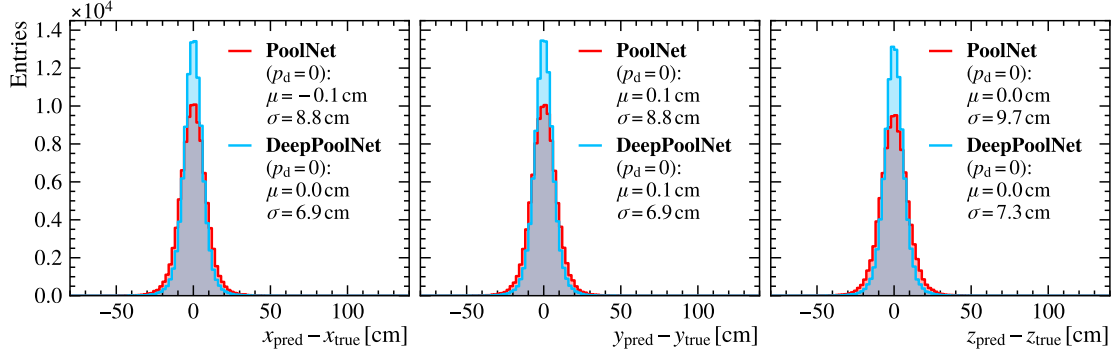 ×10⁴
Entries
1.4
1.2
1.0
0.8
0.6
0.4
0.2
0.0
PoolNet
(p_d = 0):
μ = −0.1 cm
σ = 8.8 cm
DeepPoolNet
(p_d = 0):
μ = 0.0 cm
σ = 6.9 cm
−50 0 50 100
x_pred − x_true [cm]
PoolNet
(p_d = 0):
μ = 0.1 cm
σ = 8.8 cm
DeepPoolNet
(p_d = 0):
μ = 0.1 cm
σ = 6.9 cm
−50 0 50 100
y_pred − y_true [cm]
PoolNet
(p_d = 0):
μ = 0.0 cm
σ = 9.7 cm
DeepPoolNet
(p_d = 0):
μ = 0.0 cm
σ = 7.3 cm
−50 0 50 100
z_pred − z_true [cm]